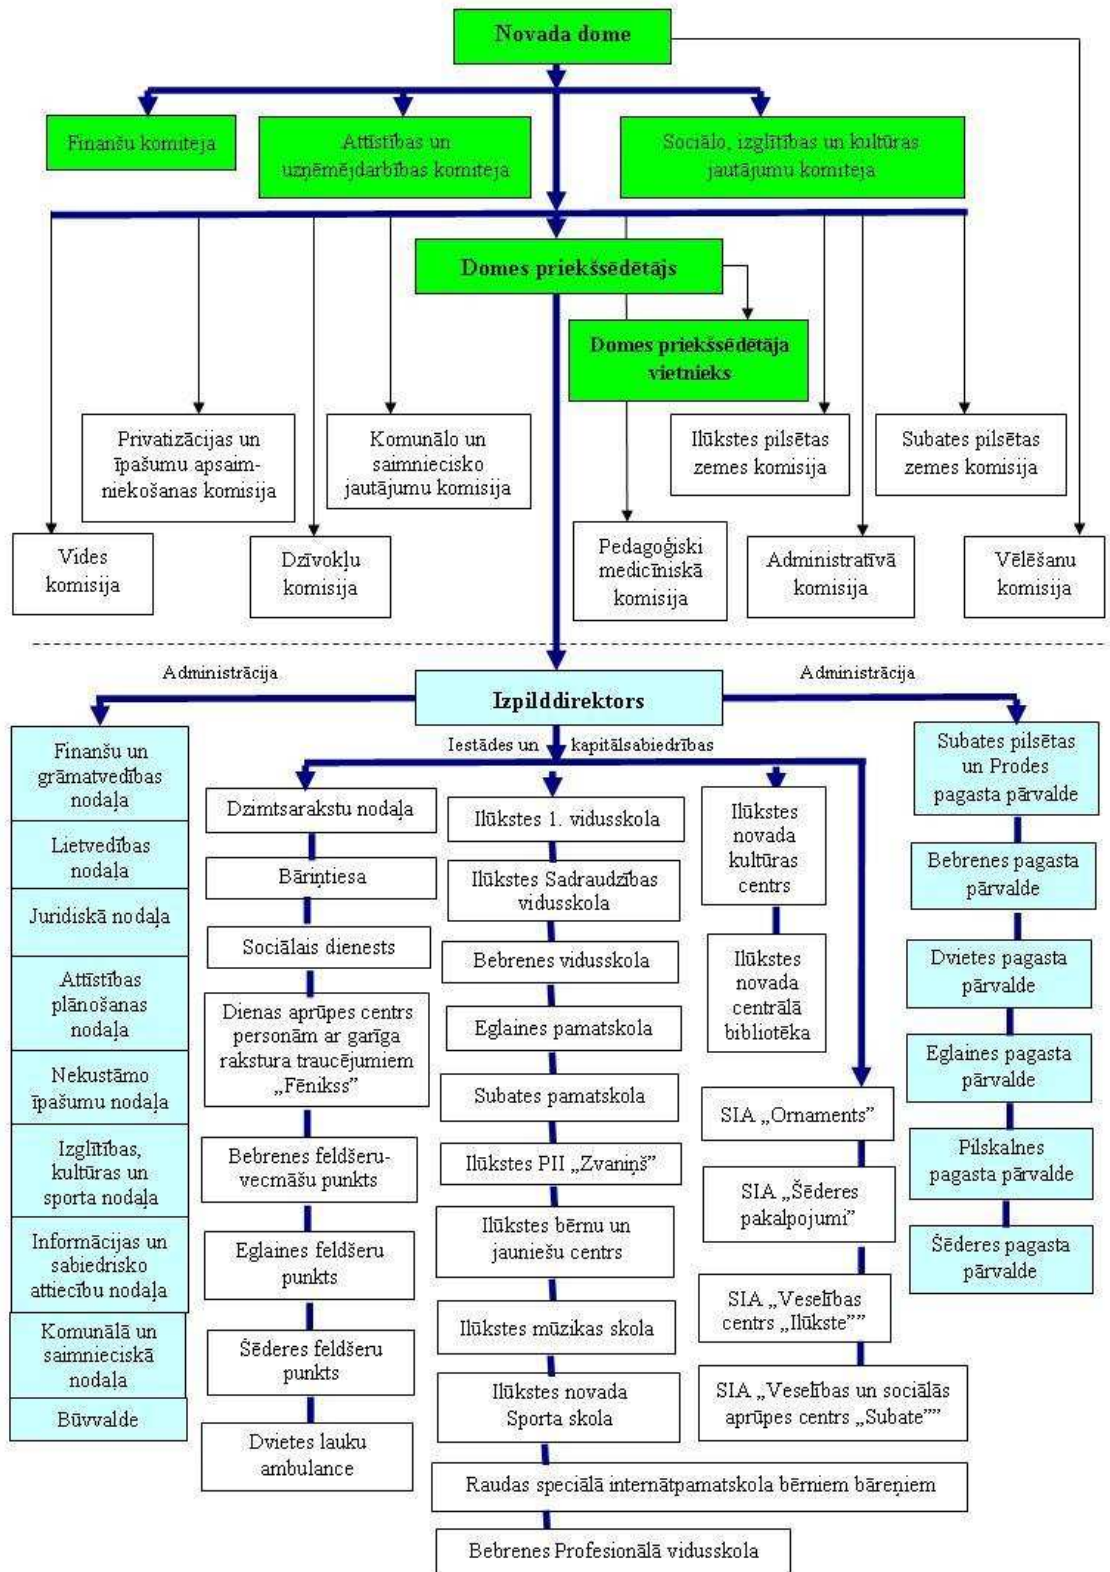 Novada dome
Finanšu komiteja
Attīstības un
uzņēmējdarbības komiteja
Sociālo, izglītības un kultūras
jautājumu komiteja
Domes priekšsēdētājs
Domes priekšsēdētāja
vietnieks
Privatizācijas un
īpašumu apsaim-
niekošanas komisija
Komunālo un
saimniecisko
jautājumu komisija
Ilūkstes pilsētas
zemes komisija
Subates pilsētas
zemes komisija
Vides
komisija
Dzīvokļu
komisija
Pedagoģiski
medicīniskā
komisija
Administratīvā
komisija
Vēlēšanu
komisija
Administrācija
Izpilddirektors
Administrācija
Iestādes un kapitālsabiedrības
Finanšu un
grāmatvedības
nodaļa
Lietvedības
nodaļa
Juridiskā nodaļa
Attīstības
plānošanas
nodaļa
Nekustāmo
īpašumu nodaļa
Izglītības,
kultūras un
sporta nodaļa
Informācijas un
sabiedrisko
attiecību nodaļa
Komunālā un
saimnieciskā
nodaļa
Būvvalde
Dzimtsarakstu nodaļa
Bāriņtiesa
Sociālais dienests
Dienas aprūpes centrs
personām ar garīga
rakstura traucējumiem
„Fēnikss”
Bebrenes feldšeru-
vecmāšu punkts
Eglaines feldšeru
punkts
Šēderes feldšeru
punkts
Dvietes lauku
ambulance
Ilūkstes 1. vidusskola
Ilūkstes Sadraudzības
vidusskola
Bebrenes vidusskola
Eglaines pamatskola
Subates pamatskola
Ilūkstes PII „Zvaniņš”
Ilūkstes bērnu un
jauniešu centrs
Ilūkstes mūzikas skola
Ilūkstes novada
Sporta skola
Raudas speciālā internātpamatskola bērniem bāreņiem
Bebrenes Profesionālā vidusskola
Ilūkstes
novada
kultūras
centrs
Ilūkstes
novada
centrālā
bibliotēka
SIA „Ornaments”
SIA „Šēderes
pakalpojumi”
SIA „Veselības
centrs „Ilūkste””
SIA „Veselības un sociālās
aprūpes centrs „Subate””
Subates pilsētas
un Prodes
pagasta pārvalde
Bebrenes pagasta
pārvalde
Dvietes pagasta
pārvalde
Eglaines pagasta
pārvalde
Pilskalnes
pagasta pārvalde
Šēderes pagasta
pārvalde